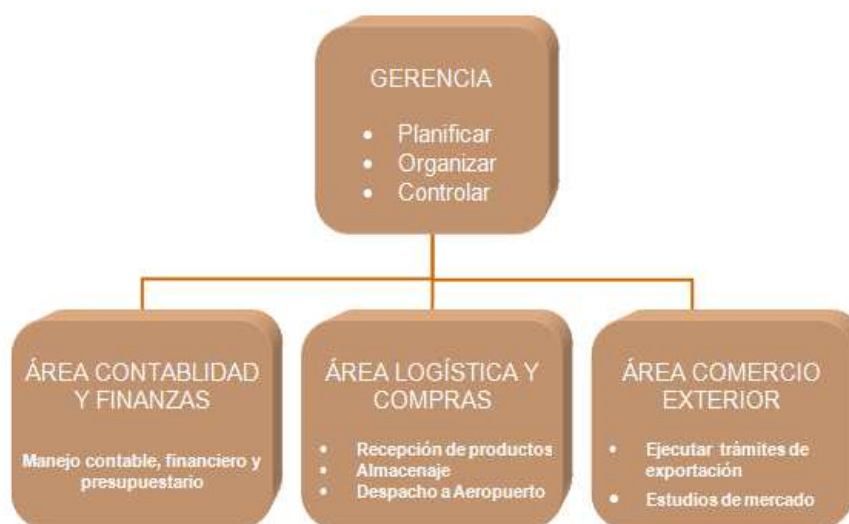 GERENCIA
• Planificar
• Organizar
• Controlar
ÁREA CONTABLIDAD
Y FINANZAS
Manejo contable, financiero y
presupuestario
ÁREA LOGÍSTICA Y
COMPRAS
• Recepción de productos
• Almacenaje
• Despacho a Aeropuerto
ÁREA COMERCIO
EXTERIOR
• Ejecutar trámites de
exportación
• Estudios de mercado